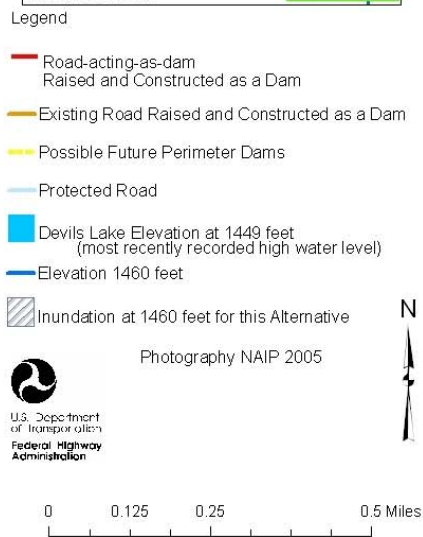 Legend
Road-acting-as-dam
Raised and Constructed as a Dam
Existing Road Raised and Constructed as a Dam
Possible Future Perimeter Dams
Protected Road
Devils Lake Elevation at 1449 feet
(most recently recorded high water level)
Elevation 1460 feet
Inundation at 1460 feet for this Alternative
N
Photography NAIP 2005
U.S. Department
of Transportation
Federal Highway
Administration
0 0.125 0.25 0.5 Miles